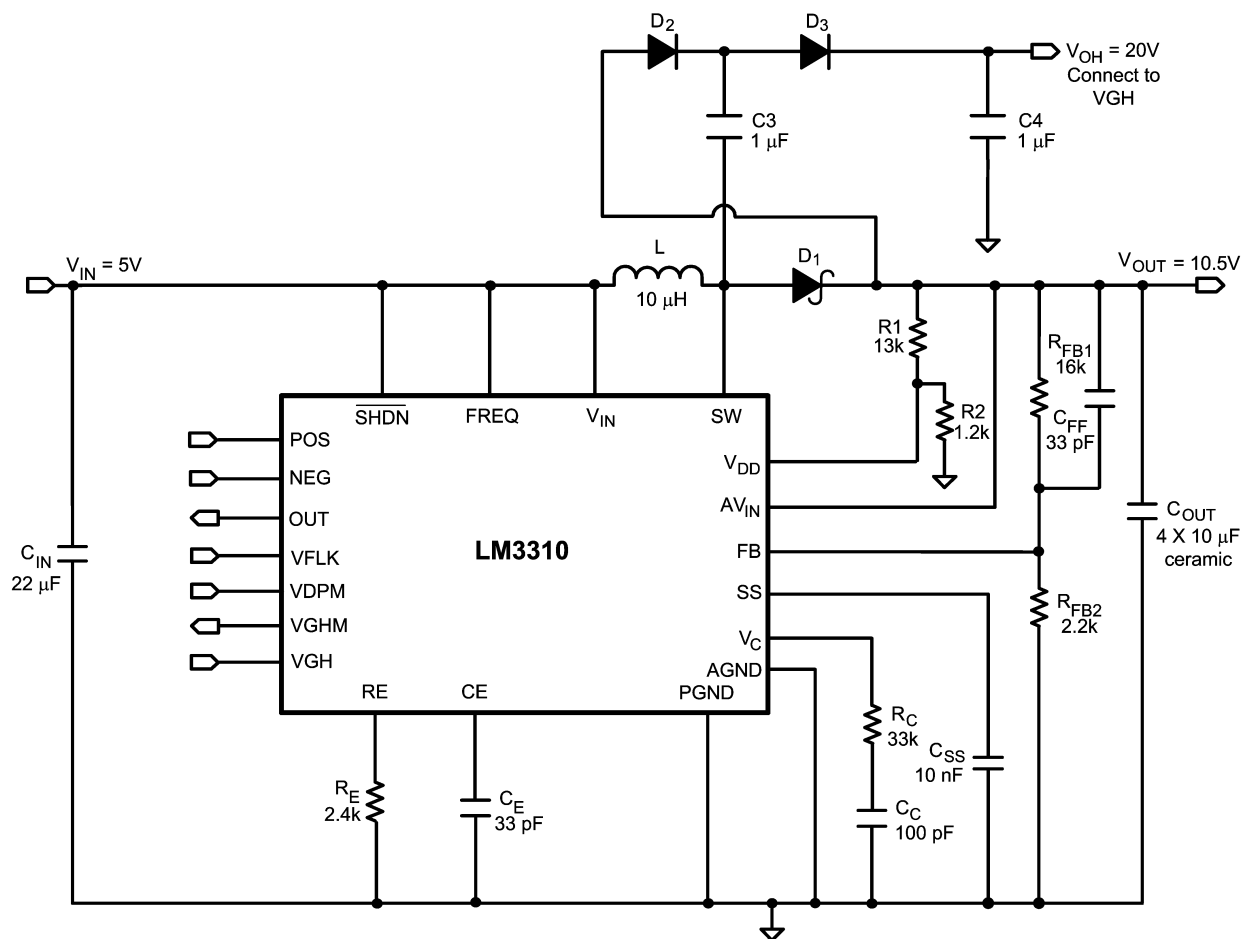 D2
D3
VOH = 20V
Connect to
VGH
C3
1 μF
C4
1 μF
VIN = 5V
L
10 μH
D1
VOUT = 10.5V
R1
13k
R2
1.2k
RFB1
16k
CFF
33 pF
SHDN
FREQ
VIN
SW
POS
NEG
OUT
VFLK
VDPM
VGHM
VGH
LM3310
VDD
AVIN
FB
SS
VC
AGND
RE
CE
PGND
CIN
22 μF
COUT
4 X 10 μF
ceramic
RFB2
2.2k
RC
33k
CSS
10 nF
RE
2.4k
CE
33 pF
CC
100 pF